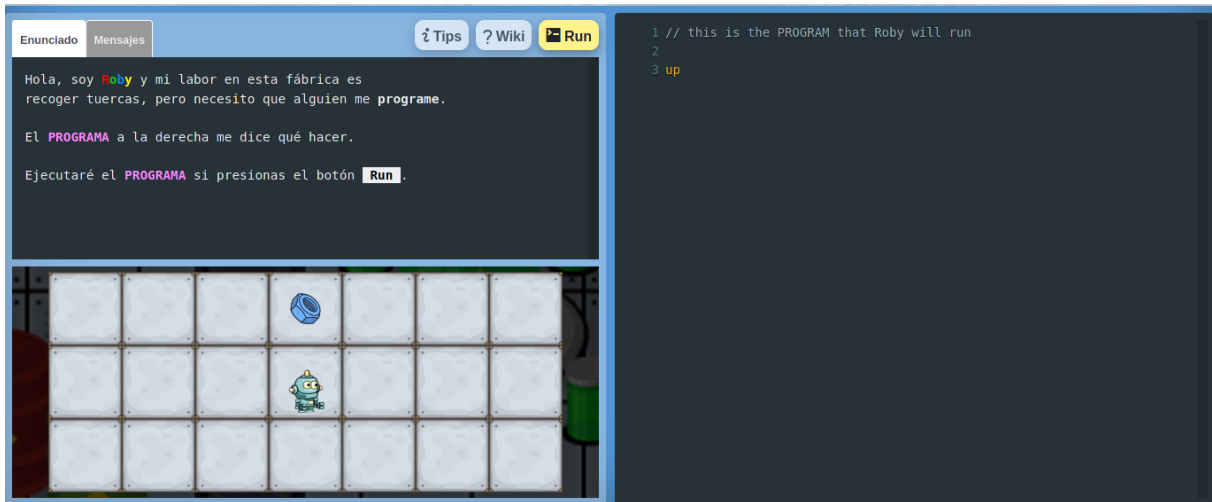 Enunciado Mensajes i Tips ? Wiki Run
Hola, soy Roby y mi labor en esta fábrica es
recoger tuercas, pero necesito que alguien me programe.
El PROGRAMA a la derecha me dice qué hacer.
Ejecutaré el PROGRAMA si presionas el botón Run .
1 // this is the PROGRAM that Roby will run
2
3 up